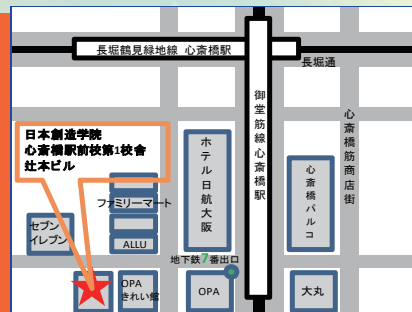 長堀鶴見緑地線 心斎橋駅
長堀通
御堂筋線心斎橋駅
心斎橋筋商店街
日本創造学院
心斎橋駅前校第1校舎
辻本ビル
ホテル日航大阪
心斎橋パルコ
ファミリーマート
セブン
イレブン
ALLU
地下鉄7番出口
OPA
きれい館
OPA
大丸